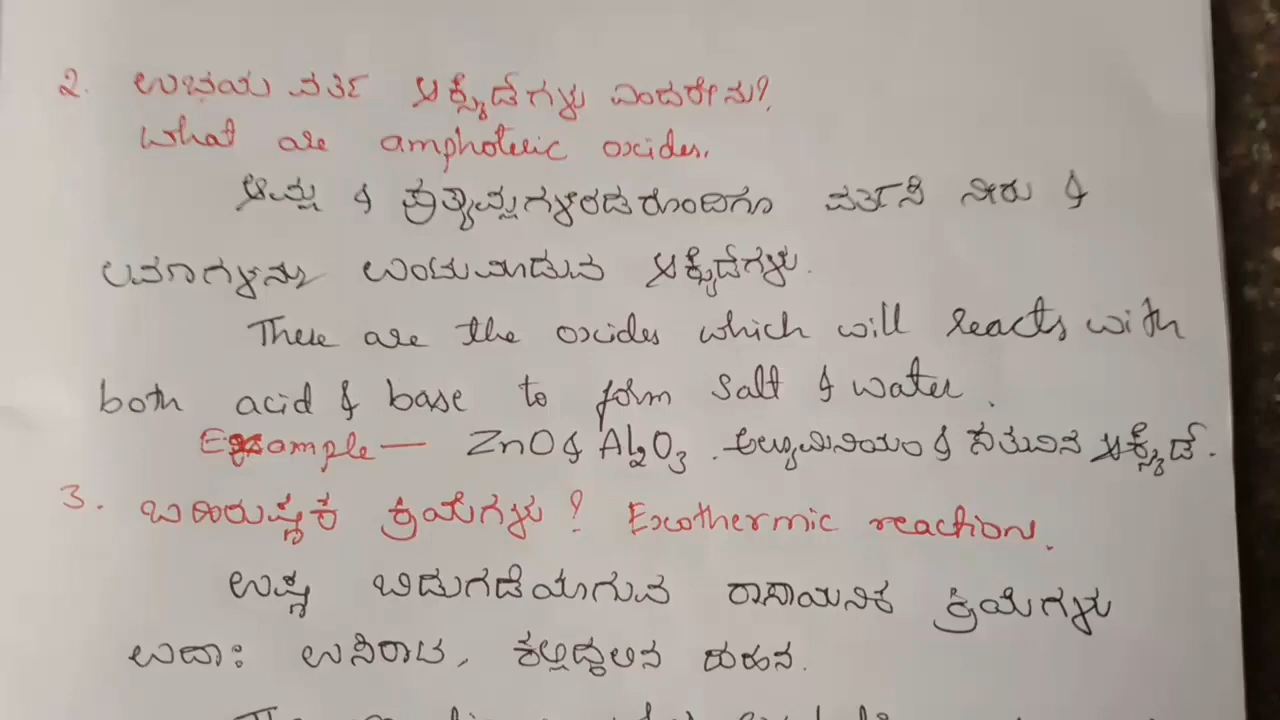 2. ಉಭಯ ವರ್ತಿ ಆಕ್ಸೈಡ್‌ಗಳು ಎಂದರೇನು?
What are amphoteric oxides.
ಆಮ್ಲ & ಪ್ರತ್ಯಾಮ್ಲಗಳೆರಡರೊಂದಿಗೂ ವರ್ತಿಸಿ ನೀರು &
ಲವಣಗಳನ್ನು ಉಂಟುಮಾಡುವ ಆಕ್ಸೈಡ್‌ಗಳು.
These are the oxides which will reacts with
both acid & base to form salt & water.
Example — ZnO & Al₂O₃. ಅಲ್ಯೂಮಿನಿಯಂ & ಸತುವಿನ ಆಕ್ಸೈಡ್.
3. ಬಹಿರುಷ್ಣಕ ಕ್ರಿಯೆಗಳು? Exothermic reaction.
ಉಷ್ಣ ಬಿಡುಗಡೆಯಾಗುವ ರಾಸಾಯನಿಕ ಕ್ರಿಯೆಗಳು
ಉದಾ: ಉಸಿರಾಟ, ಕಲ್ಲಿದ್ದಲಿನ ದಹನ.